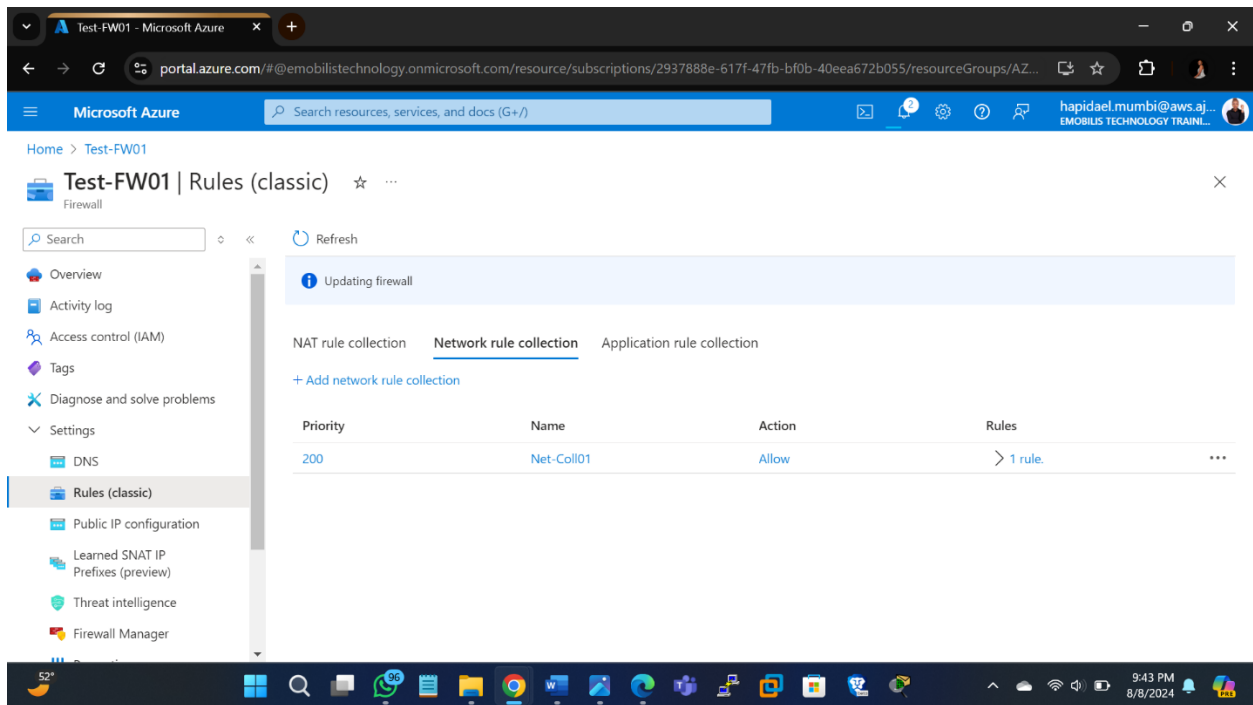 Test-FW01 - Microsoft Azure
portal.azure.com/#@emobilistechnology.onmicrosoft.com/resource/subscriptions/2937888e-617f-47fb-bf0b-40eea672b055/resourceGroups/AZ...
Microsoft Azure
Search resources, services, and docs (G+/)
2
hapidael.mumbi@aws.aj...
EMOBILIS TECHNOLOGY TRAINI...
Home > Test-FW01
Test-FW01 | Rules (classic)
Firewall
Search
Refresh
Overview
Updating firewall
Activity log
Access control (IAM)
NAT rule collection Network rule collection Application rule collection
Tags
+ Add network rule collection
Diagnose and solve problems
Settings
Priority Name Action Rules
DNS
200 Net-Coll01 Allow 1 rule.
Rules (classic)
Public IP configuration
Learned SNAT IP
Prefixes (preview)
Threat intelligence
Firewall Manager
52°
96
9:43 PM
8/8/2024